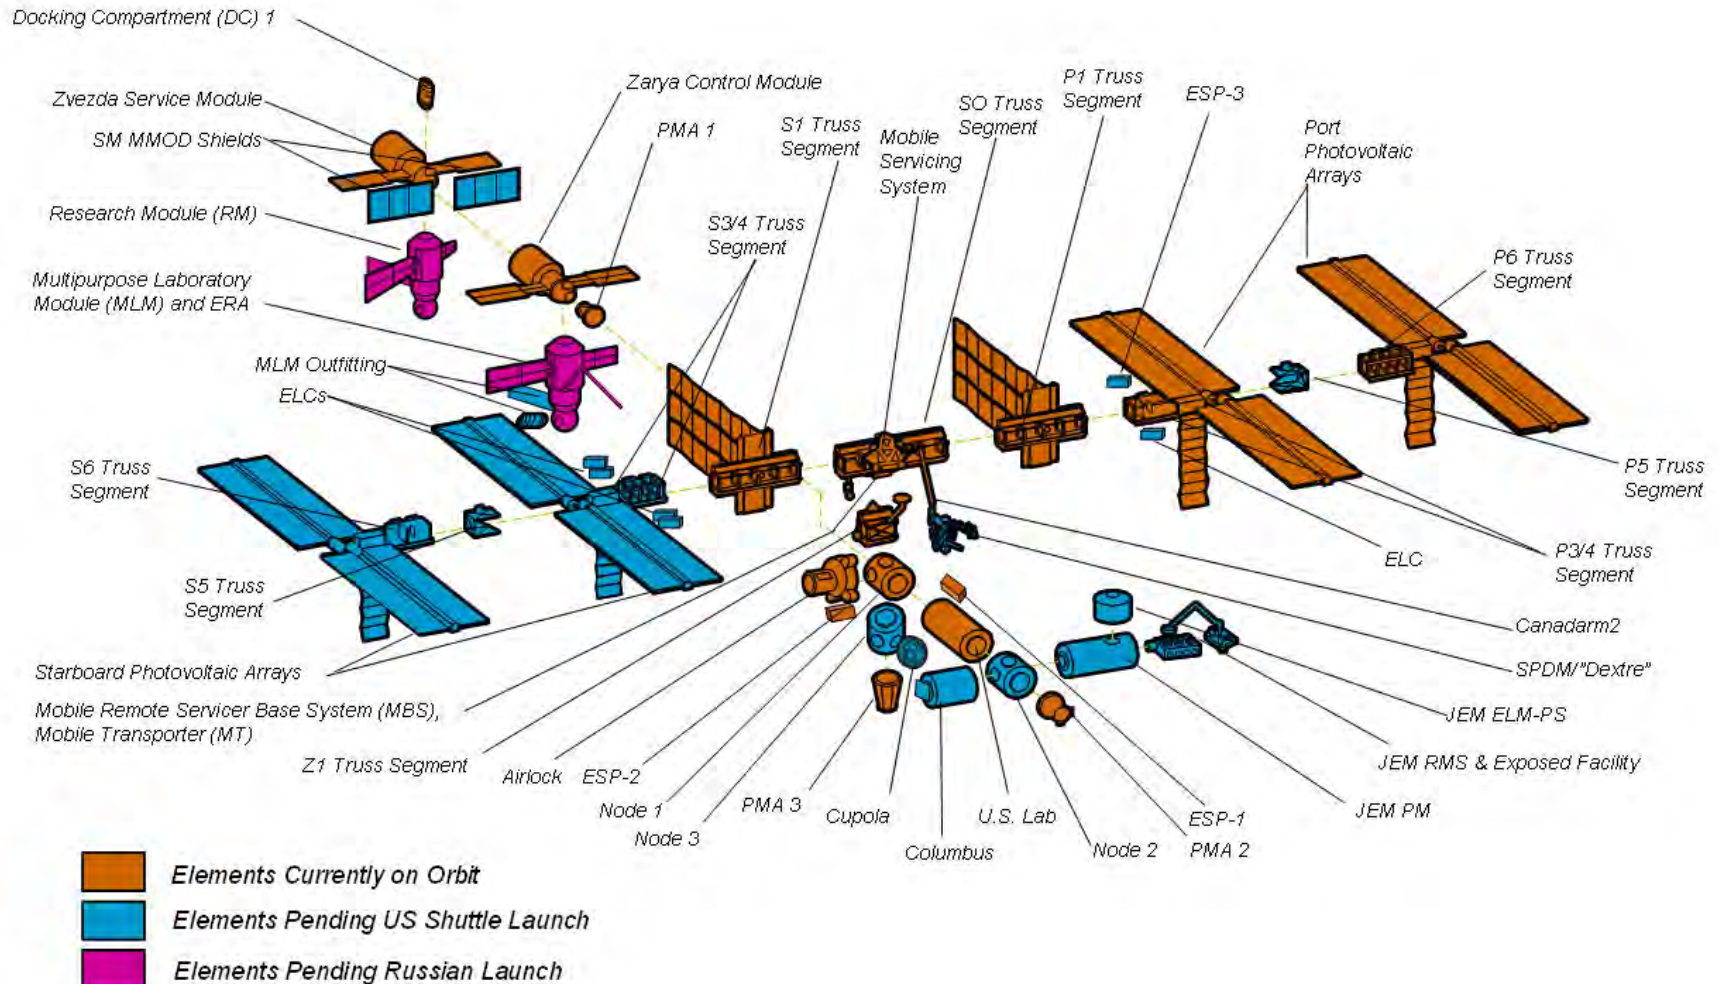 Docking Compartment (DC) 1
Zvezda Service Module
SM MMOD Shields
Research Module (RM)
Multipurpose Laboratory
Module (MLM) and ERA
MLM Outfitting
ELCs
S6 Truss
Segment
S5 Truss
Segment
Starboard Photovoltaic Arrays
Mobile Remote Servicer Base System (MBS),
Mobile Transporter (MT)
Z1 Truss Segment
Airlock
ESP-2
Node 1
Node 3
PMA 3
Cupola
Columbus
U.S. Lab
Node 2
ESP-1
PMA 2
JEM PM
JEM RMS & Exposed Facility
JEM ELM-PS
SPDM/"Dextre"
Canadarm2
P3/4 Truss
Segment
ELC
P5 Truss
Segment
P6 Truss
Segment
Port
Photovoltaic
Arrays
ESP-3
P1 Truss
Segment
SO Truss
Segment
Mobile
Servicing
System
S1 Truss
Segment
S3/4 Truss
Segment
PMA 1
Zarya Control Module
Elements Currently on Orbit
Elements Pending US Shuttle Launch
Elements Pending Russian Launch